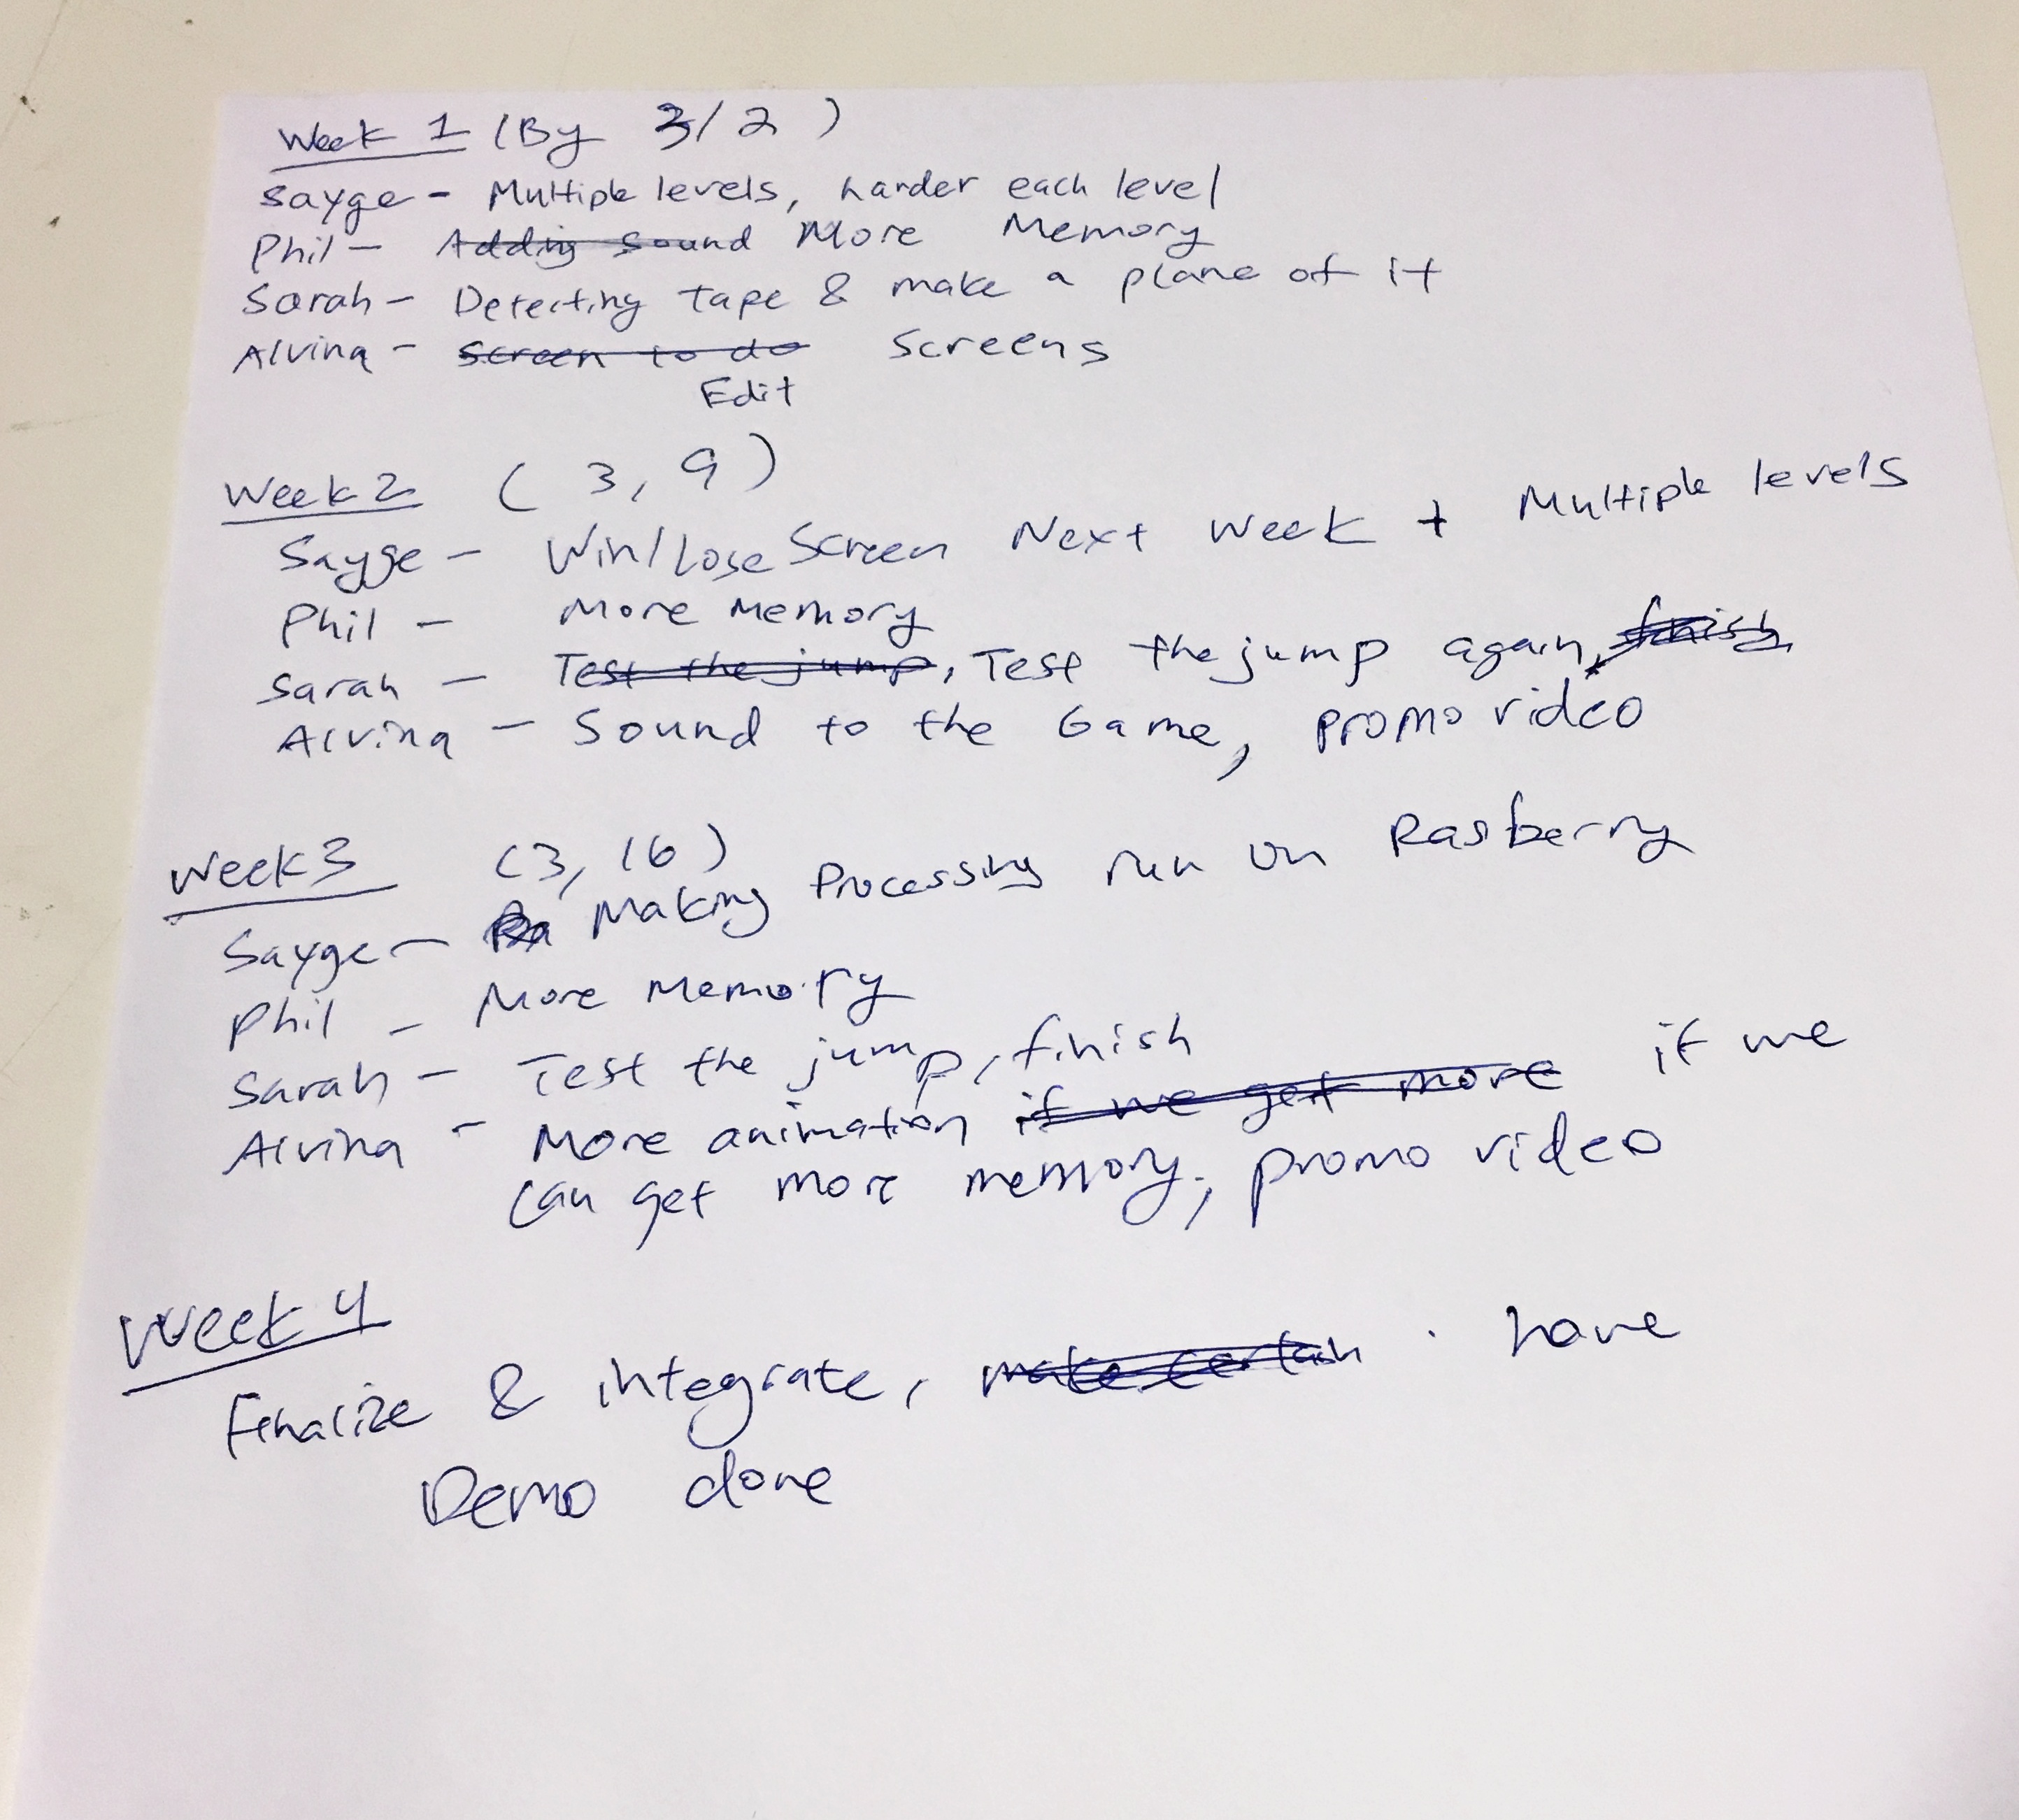 Week 1 (By 3/2)
Sayge - Multiple levels, harder each level
Phil - Adding Sound More Memory
Sarah - Detecting tape & make a plane of it
Alvina - Screen to do Screens
Edit
Week 2 (3, 9)
Sayge - Win/Lose Screen Next Week + Multiple levels
Phil - More Memory
Sarah - Test the jump, Test the jump again, finish
Alvina - Sound to the Game, promo video
Week 3 (3, 16)
Sayge - Ra Making Processing run on Rasberry
Phil - More Memory
Sarah - Test the jump, finish
Alvina - More animation if we get more if we
can get more memory, promo video
Week 4
Finalize & integrate, make certain have
Demo done